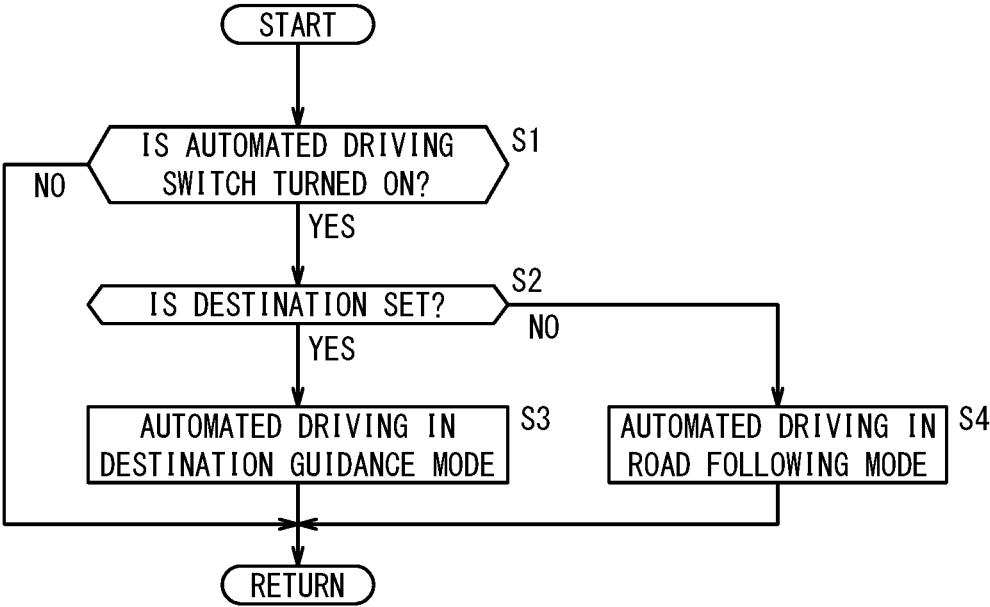 START
IS AUTOMATED DRIVING
SWITCH TURNED ON?
S1
NO
YES
IS DESTINATION SET?
S2
NO
YES
AUTOMATED DRIVING IN
DESTINATION GUIDANCE MODE
S3
AUTOMATED DRIVING IN
ROAD FOLLOWING MODE
S4
RETURN